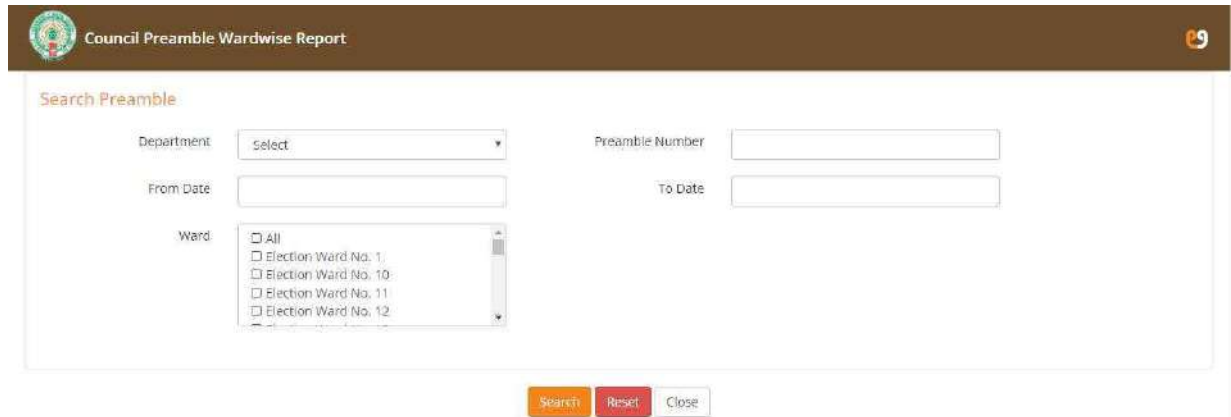 Council Preamble Wardwise Report
e9
Search Preamble
Department Select Preamble Number
From Date To Date
Ward All
Election Ward No. 1
Election Ward No. 10
Election Ward No. 11
Election Ward No. 12
Search Reset Close